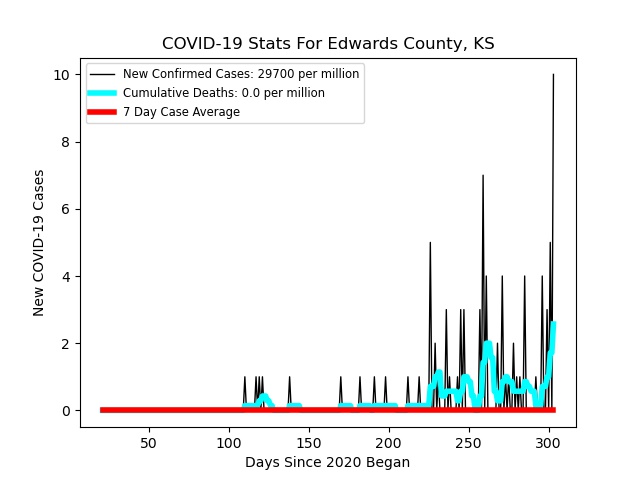 COVID-19 Stats For Edwards County, KS
New Confirmed Cases: 29700 per million
Cumulative Deaths: 0.0 per million
7 Day Case Average
New COVID-19 Cases
10
8
6
4
2
0
50 100 150 200 250 300
Days Since 2020 Began